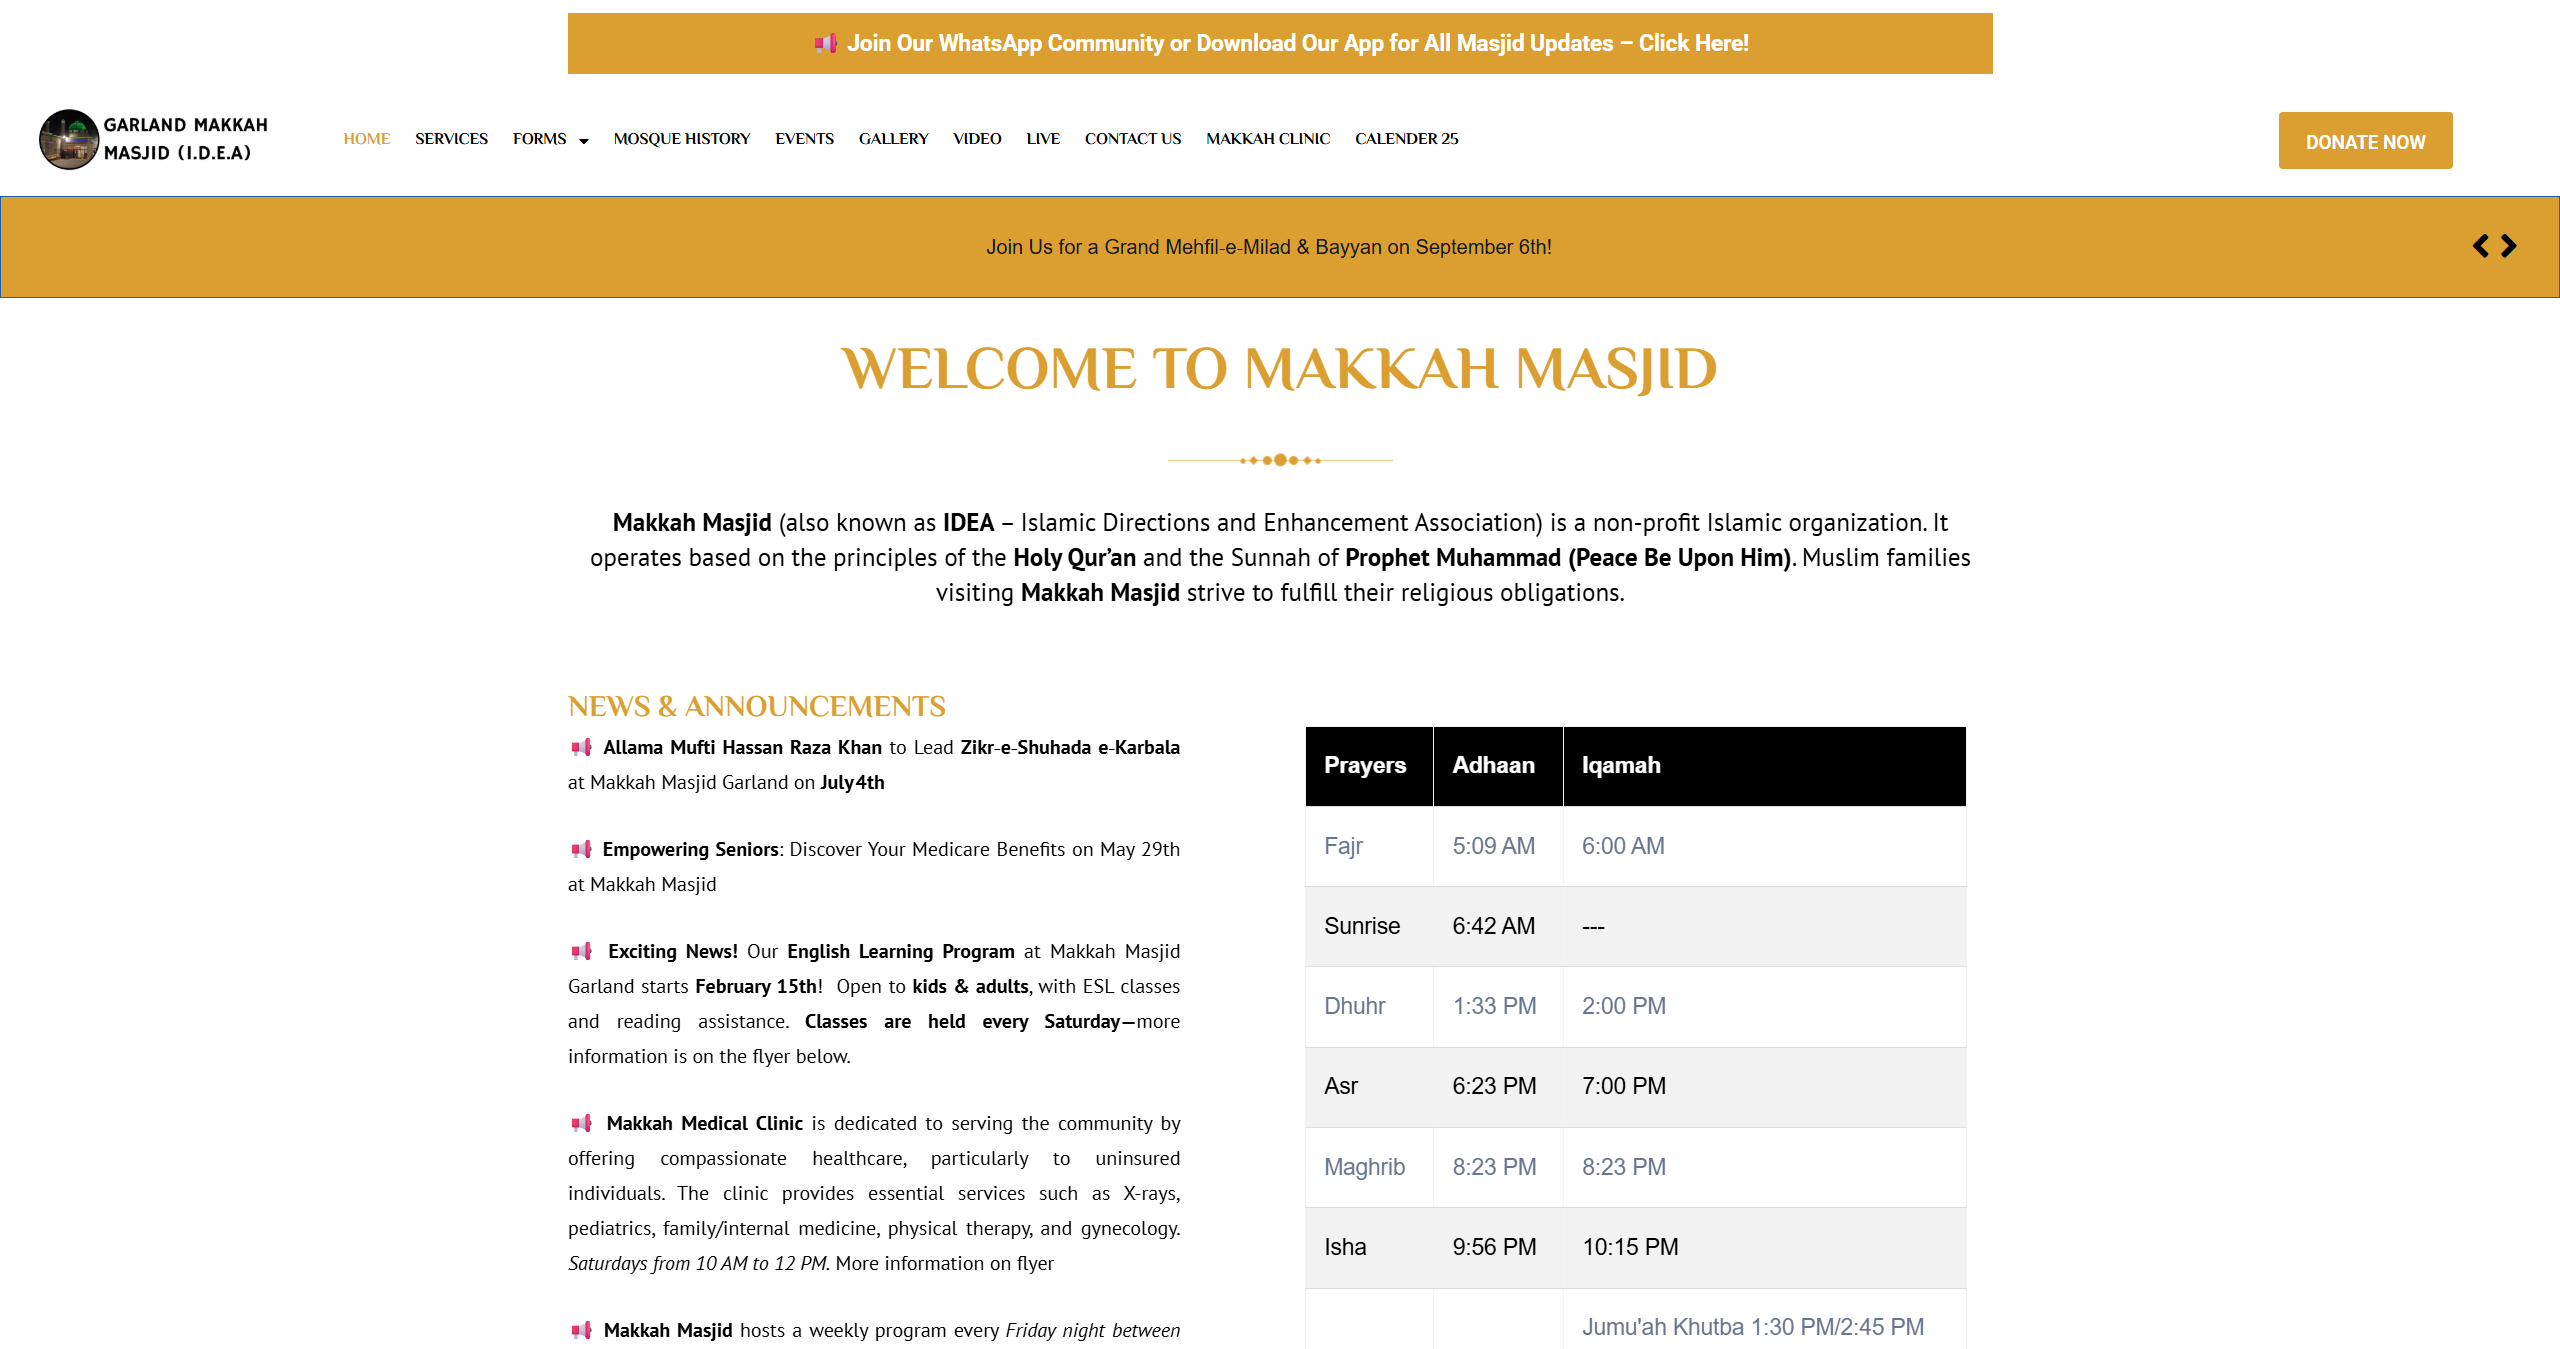 Join Our WhatsApp Community or Download Our App for All Masjid Updates – Click Here!
GARLAND MAKKAH
MASJID (I.D.E.A)
HOME SERVICES FORMS MOSQUE HISTORY EVENTS GALLERY VIDEO LIVE CONTACT US MAKKAH CLINIC CALENDER 25
DONATE NOW
Join Us for a Grand Mehfil-e-Milad & Bayyan on September 6th!
WELCOME TO MAKKAH MASJID
Makkah Masjid (also known as IDEA – Islamic Directions and Enhancement Association) is a non-profit Islamic organization. It
operates based on the principles of the Holy Qur’an and the Sunnah of Prophet Muhammad (Peace Be Upon Him). Muslim families
visiting Makkah Masjid strive to fulfill their religious obligations.
NEWS & ANNOUNCEMENTS
Allama Mufti Hassan Raza Khan to Lead Zikr-e-Shuhada e-Karbala
at Makkah Masjid Garland on July4th
Empowering Seniors: Discover Your Medicare Benefits on May 29th
at Makkah Masjid
Exciting News! Our English Learning Program at Makkah Masjid
Garland starts February 15th! Open to kids & adults, with ESL classes
and reading assistance. Classes are held every Saturday—more
information is on the flyer below.
Makkah Medical Clinic is dedicated to serving the community by
offering compassionate healthcare, particularly to uninsured
individuals. The clinic provides essential services such as X-rays,
pediatrics, family/internal medicine, physical therapy, and gynecology.
Saturdays from 10 AM to 12 PM. More information on flyer
Makkah Masjid hosts a weekly program every Friday night between
Prayers Adhaan Iqamah
Fajr 5:09 AM 6:00 AM
Sunrise 6:42 AM ---
Dhuhr 1:33 PM 2:00 PM
Asr 6:23 PM 7:00 PM
Maghrib 8:23 PM 8:23 PM
Isha 9:56 PM 10:15 PM
Jumu'ah Khutba 1:30 PM/2:45 PM